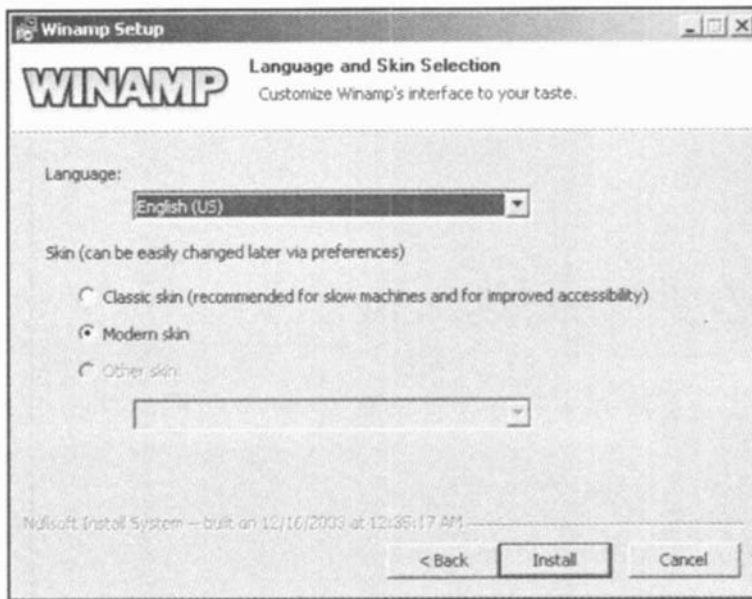 Winamp Setup
WINAMP
Language and Skin Selection
Customize Winamp's interface to your taste.
Language:
English (US)
Skin (can be easily changed later via preferences)
Classic skin (recommended for slow machines and for improved accessibility)
Modern skin
Other skin
Nullsoft Install System -- built on 12/16/2003 at 12:35:17 AM
< Back
Install
Cancel